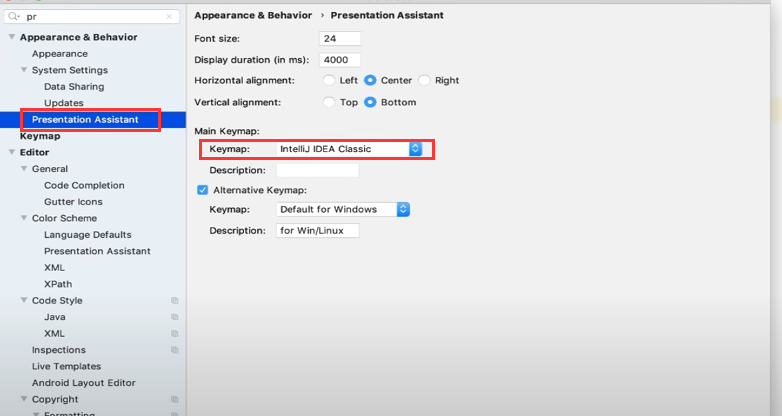 pr
Appearance & Behavior
Appearance
System Settings
Data Sharing
Updates
Presentation Assistant
Keymap
Editor
General
Code Completion
Gutter Icons
Color Scheme
Language Defaults
Presentation Assistant
XML
XPath
Code Style
Java
XML
Inspections
Live Templates
Android Layout Editor
Copyright
Formatting
Appearance & Behavior › Presentation Assistant
Font size: 24
Display duration (in ms): 4000
Horizontal alignment: Left Center Right
Vertical alignment: Top Bottom
Main Keymap:
Keymap: IntelliJ IDEA Classic
Description:
Alternative Keymap:
Keymap: Default for Windows
Description: for Win/Linux